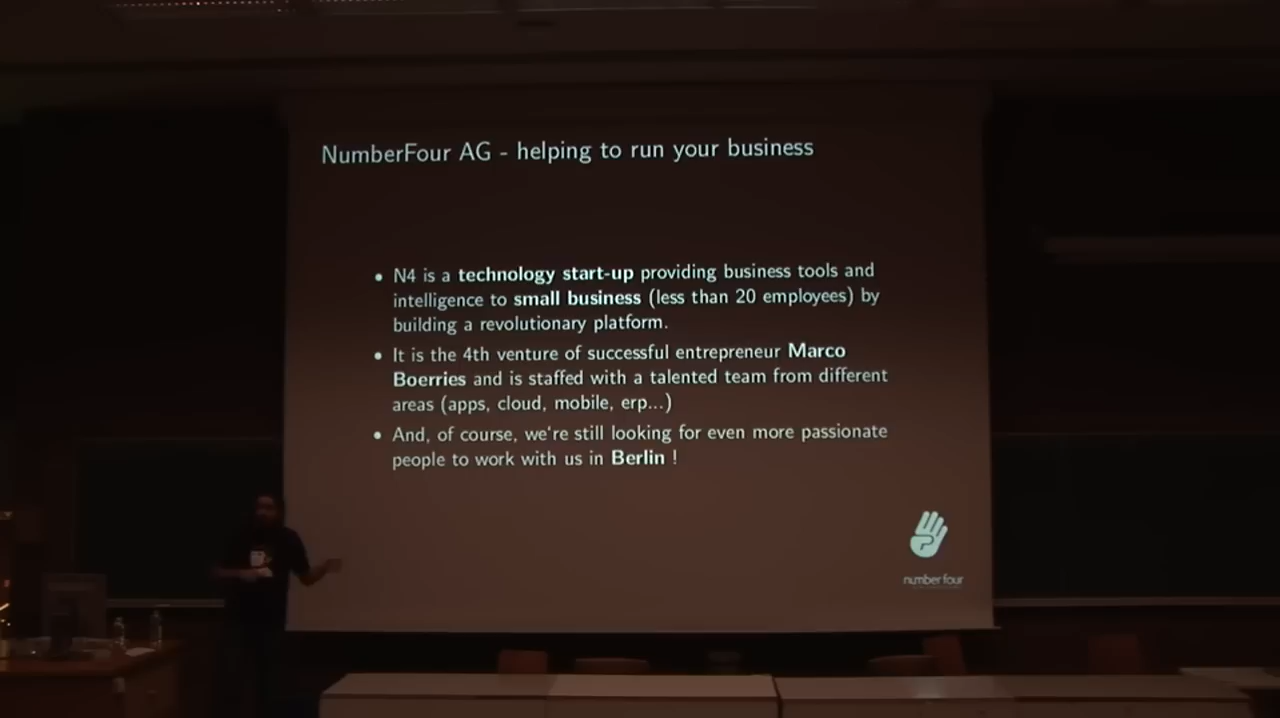 NumberFour AG - helping to run your business
• N4 is a technology start-up providing business tools and
intelligence to small business (less than 20 employees) by
building a revolutionary platform.
• It is the 4th venture of successful entrepreneur Marco
Boerries and is staffed with a talented team from different
areas (apps, cloud, mobile, erp...)
• And, of course, we're still looking for even more passionate
people to work with us in Berlin !
number four